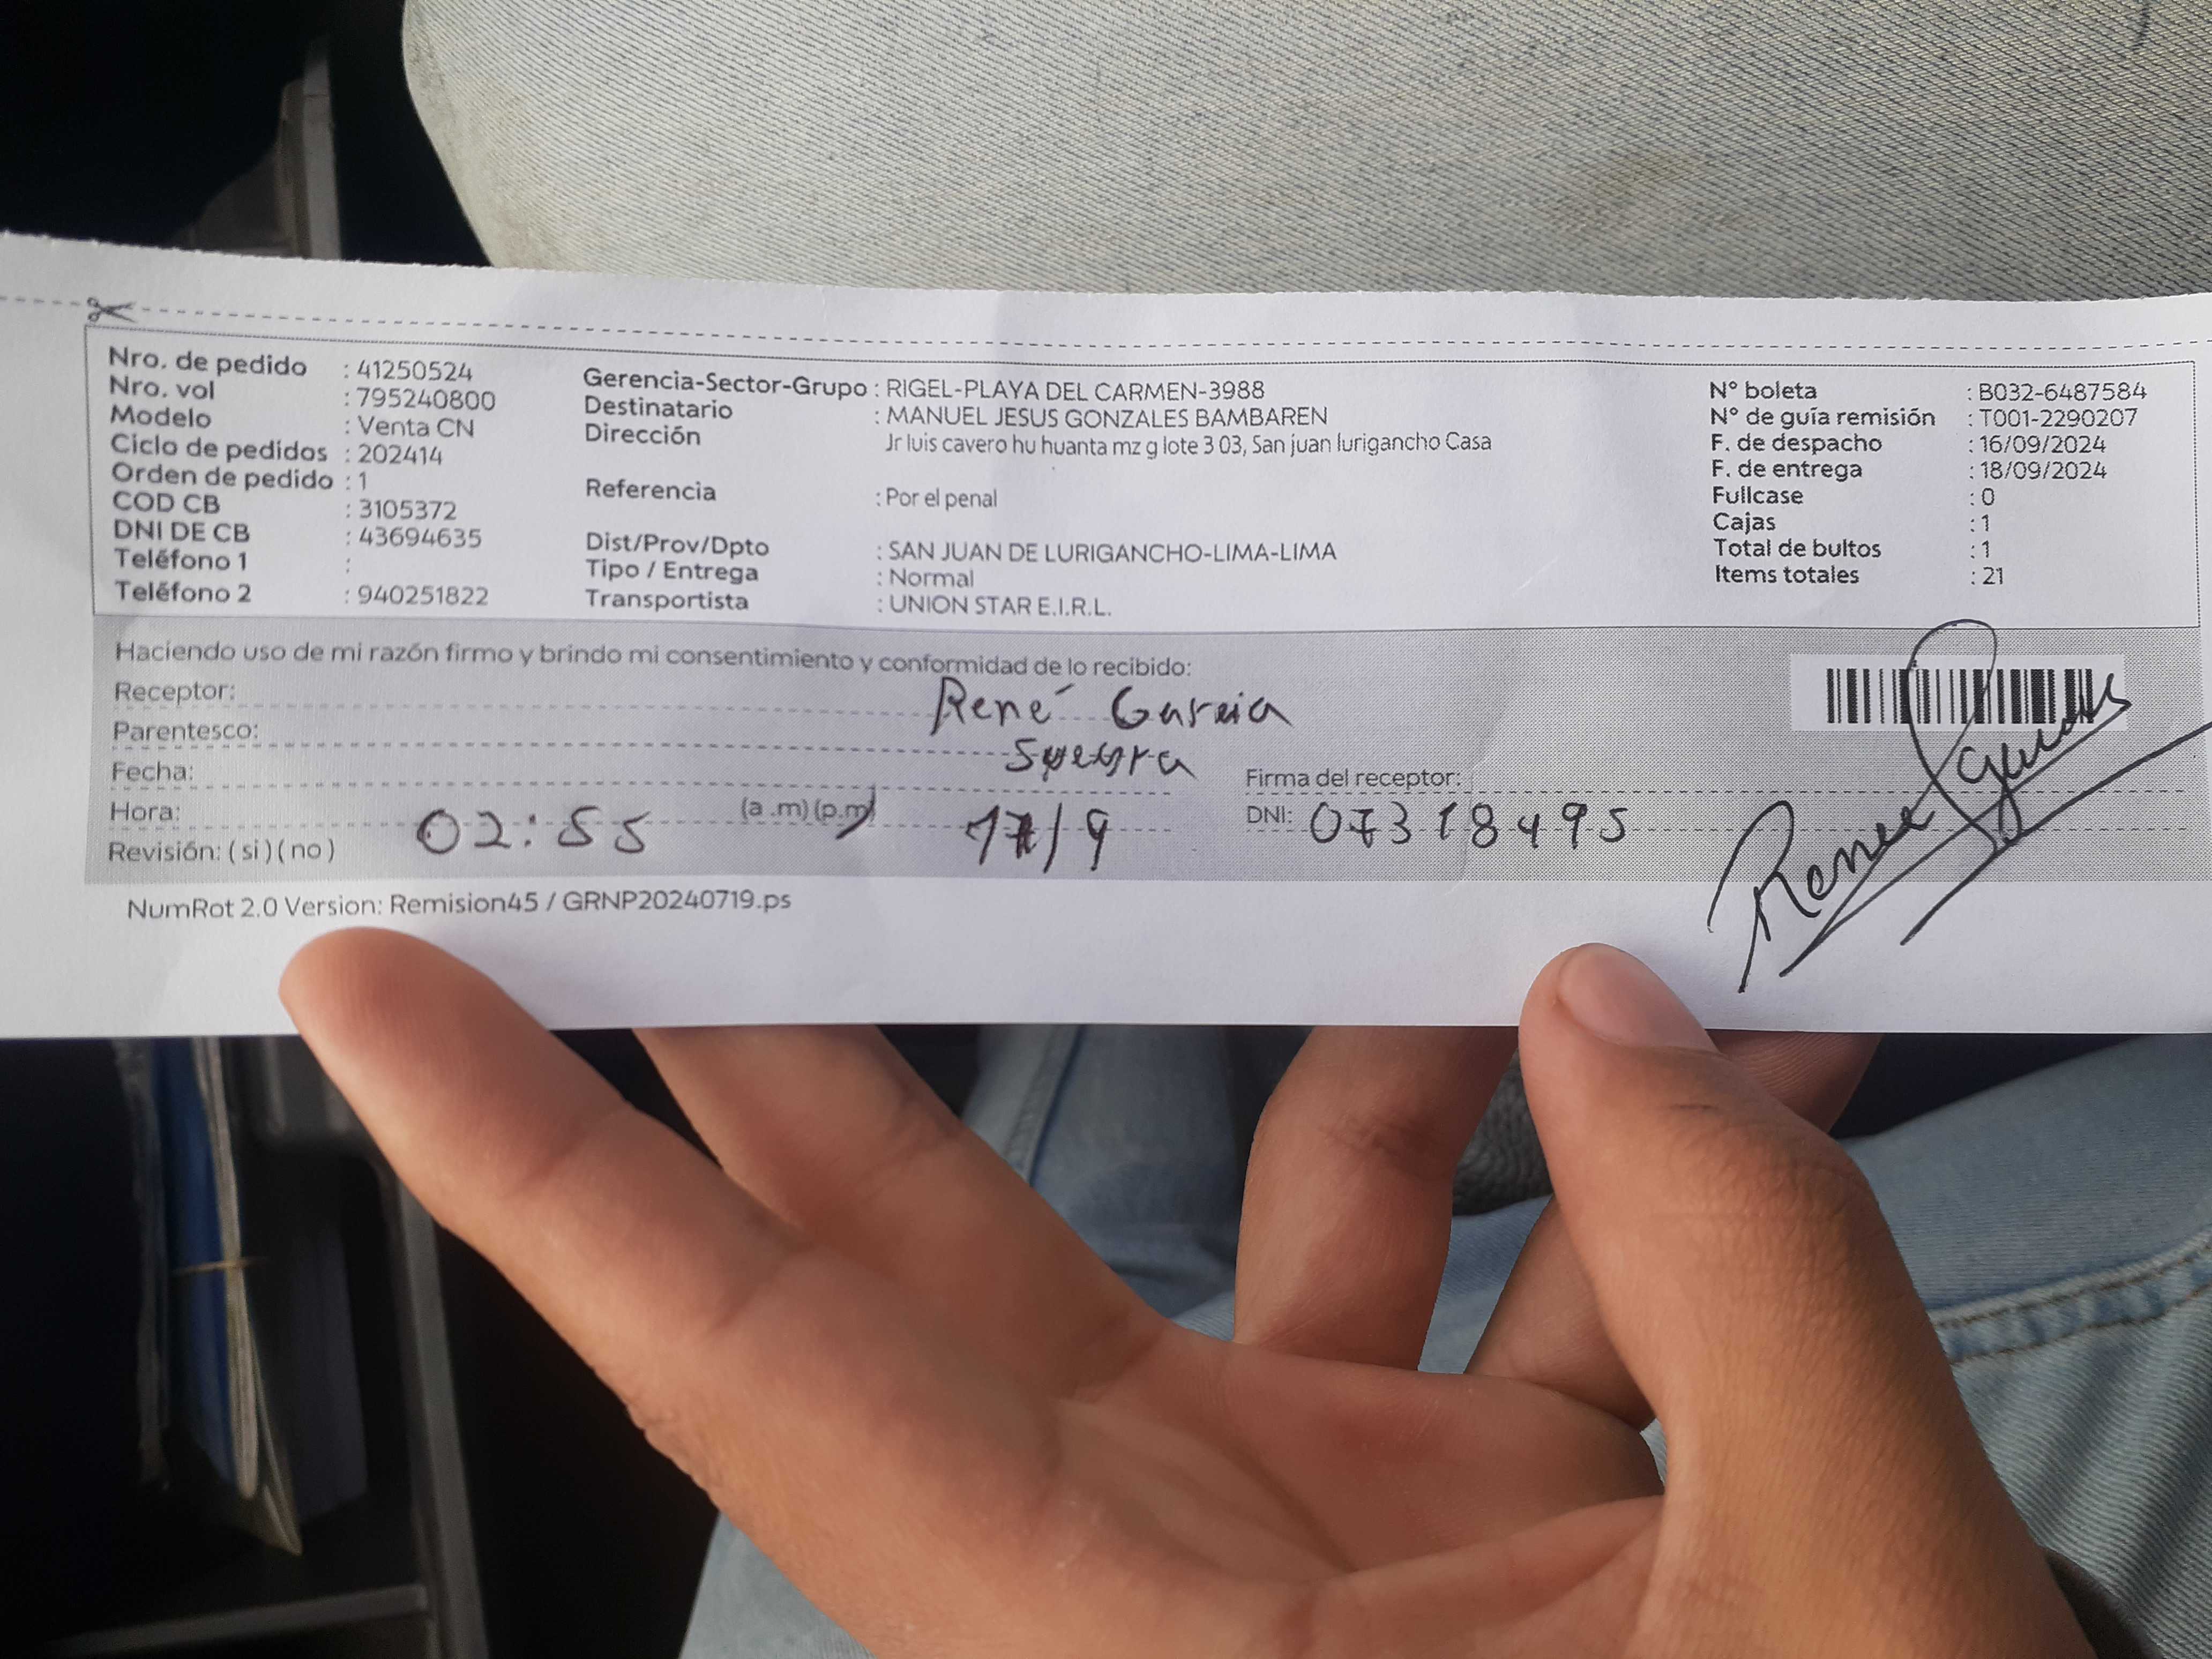 Nro. de pedido : 41250524
Nro. vol : 795240800
Modelo : Venta CN
Ciclo de pedidos : 202414
Orden de pedido : 1
COD CB : 3105372
DNI DE CB : 43694635
Teléfono 1 :
Teléfono 2 : 940251822
Gerencia-Sector-Grupo : RIGEL-PLAYA DEL CARMEN-3988
Destinatario : MANUEL JESUS GONZALES BAMBAREN
Dirección Jr luis cavero hu huanta mz g lote 3 03, San juan lurigancho Casa
Referencia : Por el penal
Dist/Prov/Dpto : SAN JUAN DE LURIGANCHO-LIMA-LIMA
Tipo / Entrega : Normal
Transportista : UNION STAR E.I.R.L.
N° boleta : B032-6487584
N° de guía remisión : T001-2290207
F. de despacho : 16/09/2024
F. de entrega : 18/09/2024
Fullcase : 0
Cajas : 1
Total de bultos : 1
Items totales : 21
Haciendo uso de mi razón firmo y brindo mi consentimiento y conformidad de lo recibido:
Receptor: René Garcia
Parentesco: Suegra
Fecha: 17/9
Hora: 02:55 (a .m) (p.m)
Revisión: ( si ) ( no )
Firma del receptor:
DNI: 07318495
NumRot 2.0 Version: Remision45 / GRNP20240719.ps